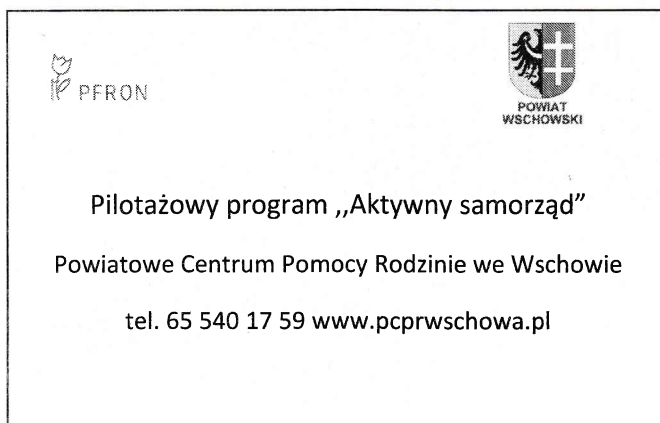 PFRON
POWIAT
WSCHOWSKI
Pilotażowy program ,,Aktywny samorząd”
Powiatowe Centrum Pomocy Rodzinie we Wschowie
tel. 65 540 17 59 www.pcprwschowa.pl